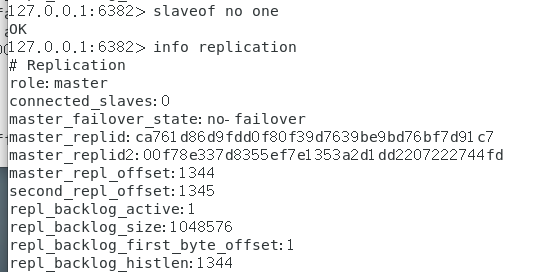 127.0.0.1:6382> slaveof no one
OK
127.0.0.1:6382> info replication
# Replication
role:master
connected_slaves:0
master_failover_state:no-failover
master_replid:ca761d86d9fdd0f80f39d7639be9bd76bf7d91c7
master_replid2:00f78e337d8355ef7e1353a2d1dd2207222744fd
master_repl_offset:1344
second_repl_offset:1345
repl_backlog_active:1
repl_backlog_size:1048576
repl_backlog_first_byte_offset:1
repl_backlog_histlen:1344